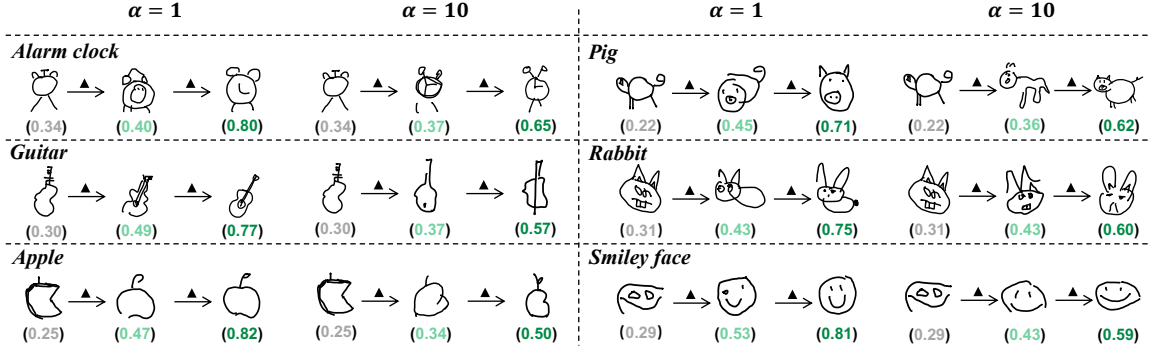 α = 1 α = 10 α = 1 α = 10
Alarm clock Pig
▲ ▲ ▲ ▲ ▲ ▲ ▲ ▲
(0.34) (0.40) (0.80) (0.34) (0.37) (0.65) (0.22) (0.45) (0.71) (0.22) (0.36) (0.62)
Guitar Rabbit
▲ ▲ ▲ ▲ ▲ ▲ ▲ ▲
(0.30) (0.49) (0.77) (0.30) (0.37) (0.57) (0.31) (0.43) (0.75) (0.31) (0.43) (0.60)
Apple Smiley face
▲ ▲ ▲ ▲ ▲ ▲ ▲ ▲
(0.25) (0.47) (0.82) (0.25) (0.34) (0.50) (0.29) (0.53) (0.81) (0.29) (0.43) (0.59)